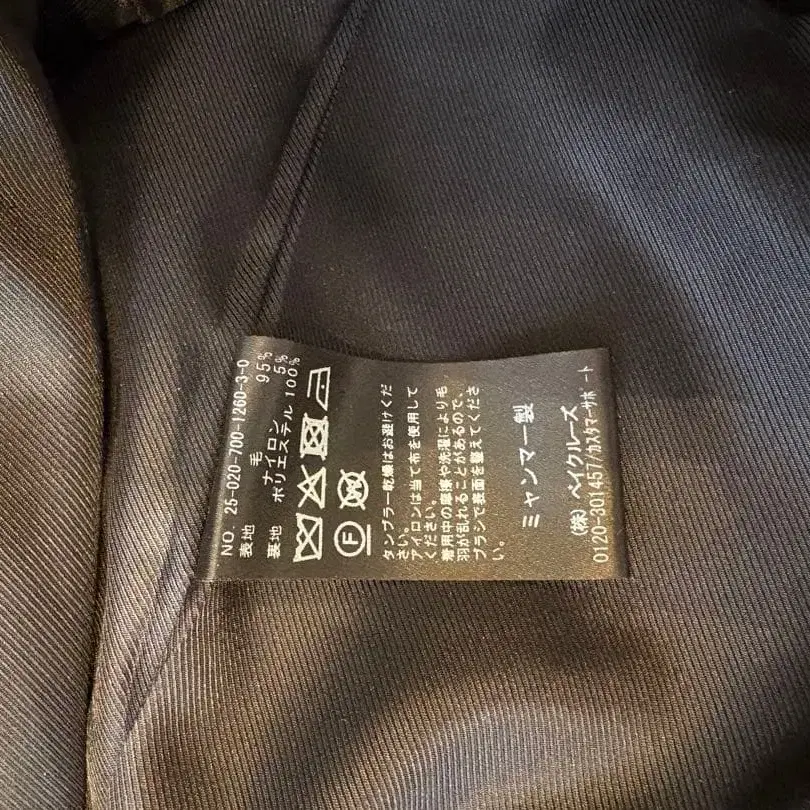 NO. 25-020-700-1260-3-0
表地 毛 95%
ナイロン 5%
裏地 ポリエステル 100%
F
タンブラー乾燥はお避けくだ
さい。
アイロンは当て布を使用して
ください。
着用中の摩擦や洗濯により毛
羽が乱れることがあるので、
ブラシで表面を整えてくださ
い。
ミャンマー製
(株) ベイクルーズ
0120-301457/カスタマーサポート